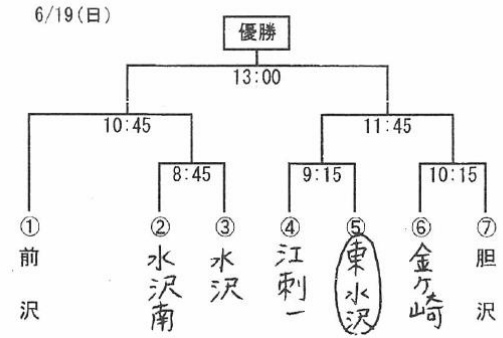 6/19(日)
優勝
13:00
10:45
11:45
8:45
9:15
10:15
① ② ③ ④ ⑤ ⑥ ⑦
前沢
水沢南
水沢
江刺一
東水沢
金ヶ崎
胆沢